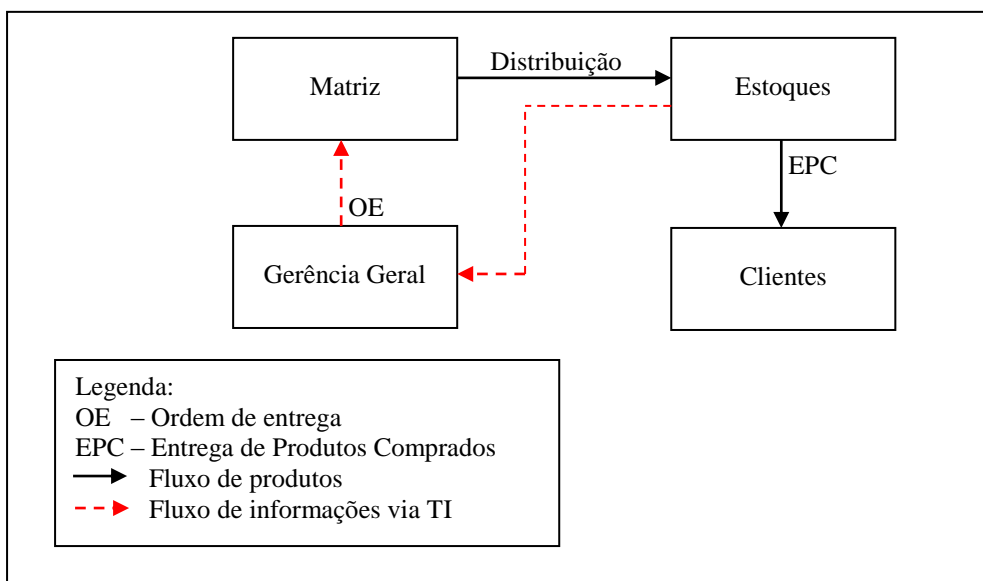 Distribuição
Matriz
Estoques
EPC
OE
Gerência Geral
Clientes
Legenda:
OE – Ordem de entrega
EPC – Entrega de Produtos Comprados
Fluxo de produtos
Fluxo de informações via TI